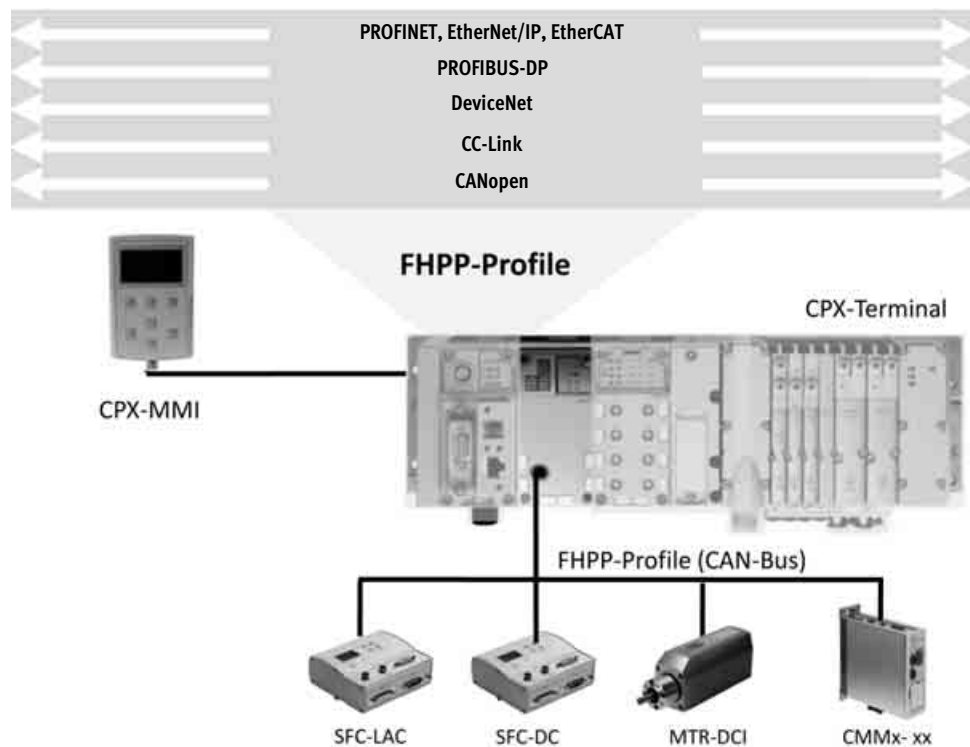 PROFINET, EtherNet/IP, EtherCAT
PROFIBUS-DP
DeviceNet
CC-Link
CANopen
FHPP-Profile
CPX-Terminal
CPX-MMI
FHPP-Profile (CAN-Bus)
SFC-LAC
SFC-DC
MTR-DCI
CMMx- xx